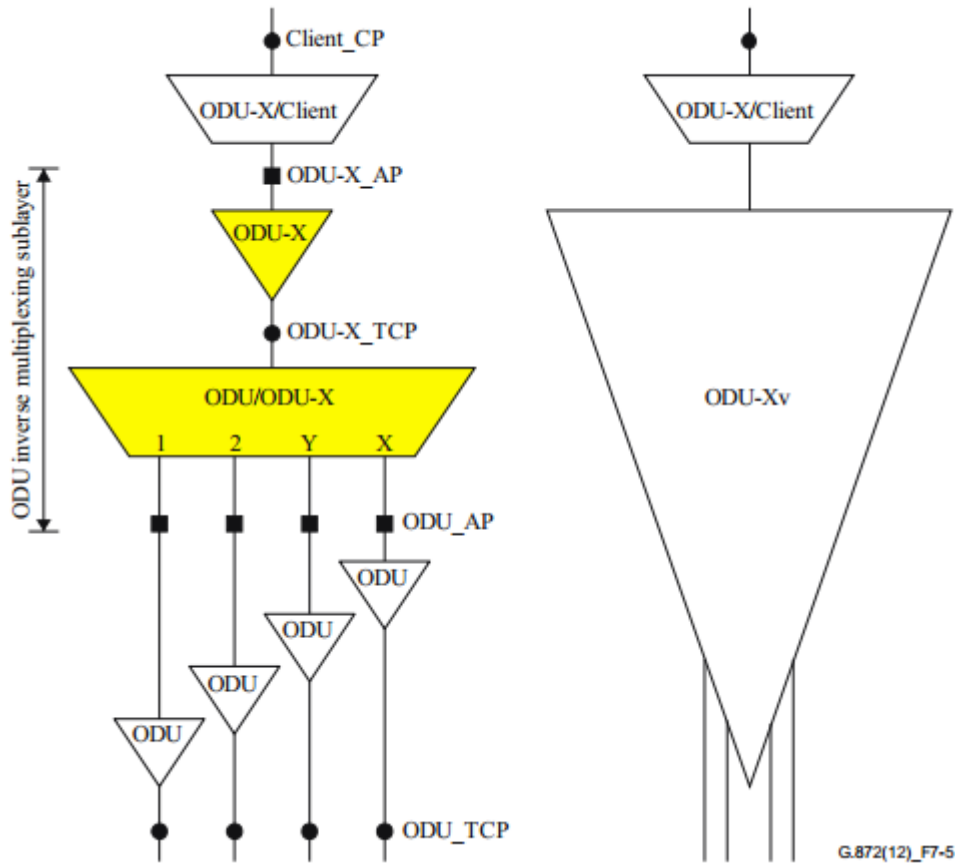 Client_CP
ODU-X/Client
ODU-X/Client
ODU-X_AP
ODU-X
ODU-X_TCP
ODU inverse multiplexing sublayer
ODU/ODU-X
ODU-Xv
1 2 Y X
ODU_AP
ODU
ODU
ODU
ODU
ODU_TCP
G.872(12)_F7-5